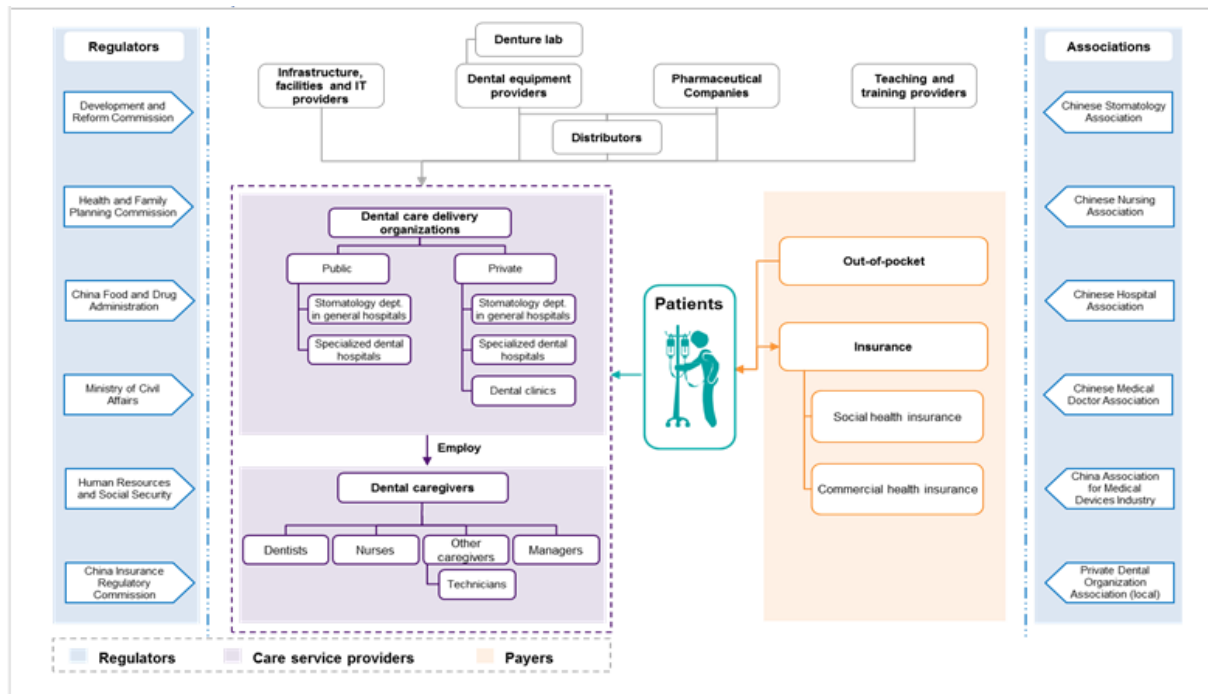 Regulators
Development and
Reform Commission
Health and Family
Planning Commission
China Food and Drug
Administration
Ministry of Civil
Affairs
Human Resources
and Social Security
China Insurance
Regulatory
Commission
Denture lab
Infrastructure,
facilities and IT
providers
Dental equipment
providers
Pharmaceutical
Companies
Teaching and
training providers
Distributors
Dental care delivery
organizations
Public
Private
Stomatology dept.
in general hospitals
Specialized dental
hospitals
Stomatology dept.
in general hospitals
Specialized dental
hospitals
Dental clinics
Employ
Dental caregivers
Dentists
Nurses
Other
caregivers
Managers
Technicians
Patients
Out-of-pocket
Insurance
Social health insurance
Commercial health insurance
Associations
Chinese Stomatology
Association
Chinese Nursing
Association
Chinese Hospital
Association
Chinese Medical
Doctor Association
China Association
for Medical
Devices Industry
Private Dental
Organization
Association (local)
Regulators
Care service providers
Payers